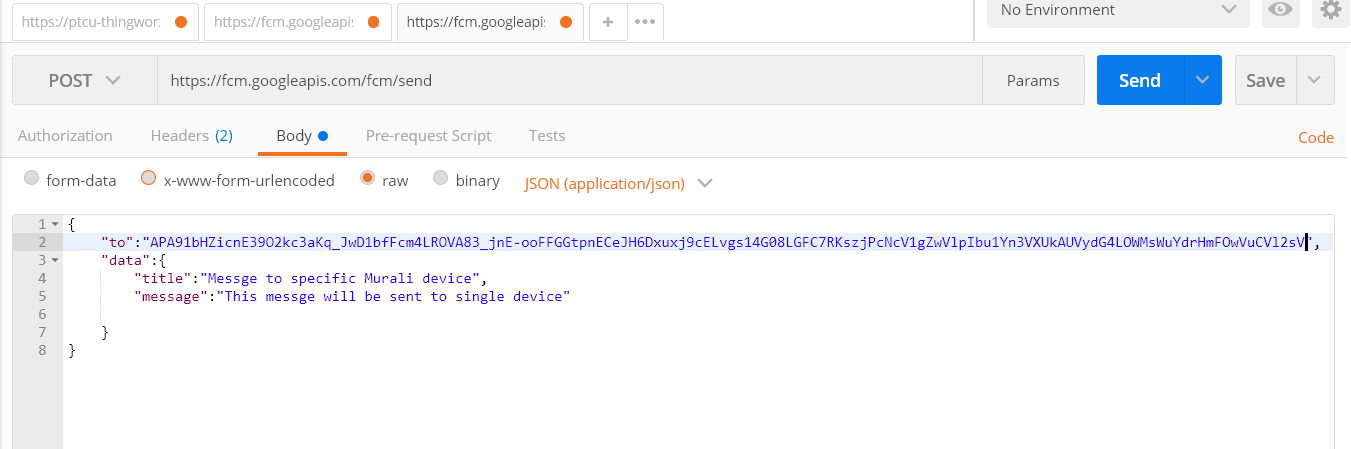 https://ptcu-thingwor:
https://fcm.googleapis
https://fcm.googleapis
+
•••
No Environment
POST
https://fcm.googleapis.com/fcm/send
Params
Send
Save
Authorization
Headers (2)
Body
Pre-request Script
Tests
Code
form-data
x-www-form-urlencoded
raw
binary
JSON (application/json)
1 {
2 "to":"APA91bHZicnE39O2kc3aKq_JwD1bfFcm4LROVA83_jnE-ooFFGGtpnECeJH6Dxuxj9cELvgs14G08LGFC7RKszjPcNcV1gZwVlpIbu1Yn3VXUkAUVydG4LOWMsWuYdrHmFOwVuCVl2sV",
3 "data":{
4 "title":"Messge to specific Murali device",
5 "message":"This messge will be sent to single device"
6
7 }
8 }